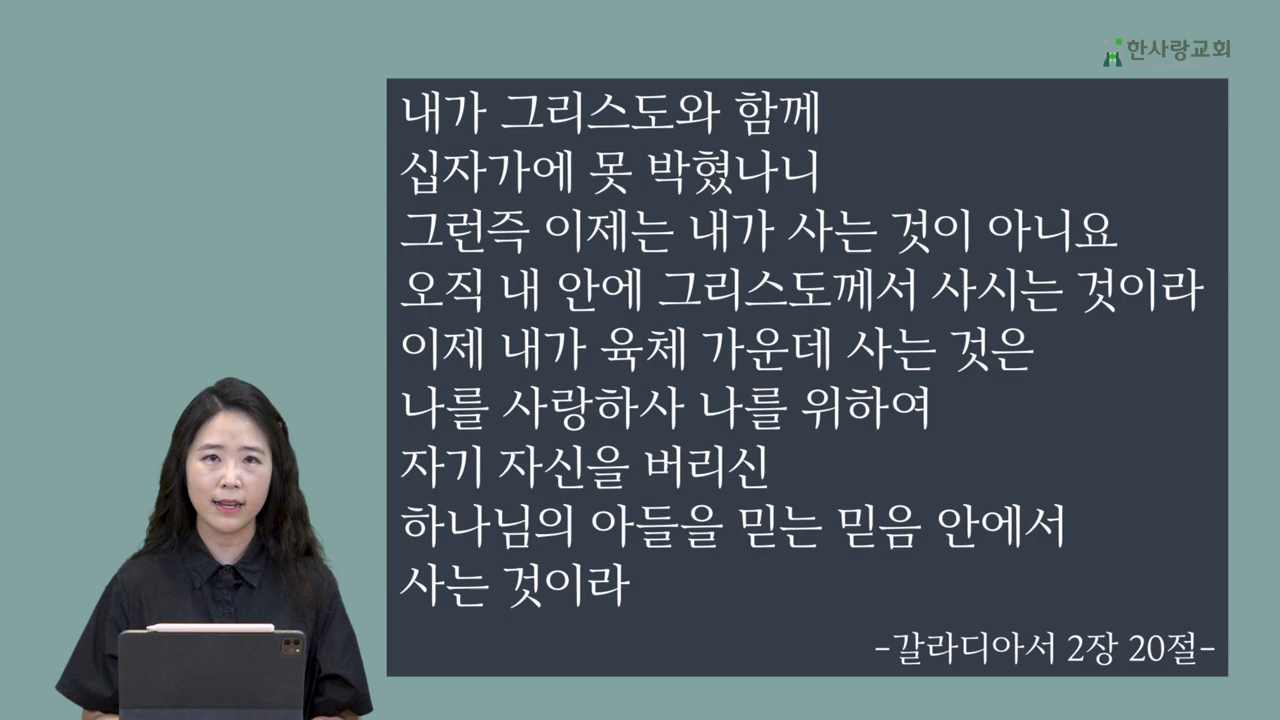 한사랑교회
내가 그리스도와 함께
십자가에 못 박혔나니
그런즉 이제는 내가 사는 것이 아니요
오직 내 안에 그리스도께서 사시는 것이라
이제 내가 육체 가운데 사는 것은
나를 사랑하사 나를 위하여
자기 자신을 버리신
하나님의 아들을 믿는 믿음 안에서
사는 것이라
-갈라디아서 2장 20절-